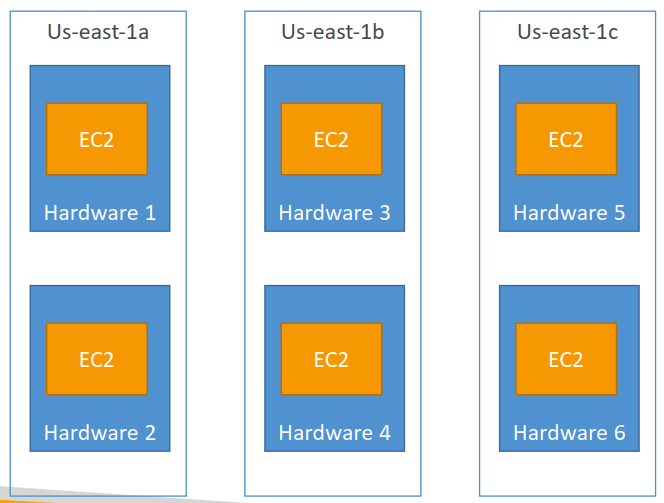 Us-east-1a
EC2
Hardware 1
EC2
Hardware 2
Us-east-1b
EC2
Hardware 3
EC2
Hardware 4
Us-east-1c
EC2
Hardware 5
EC2
Hardware 6